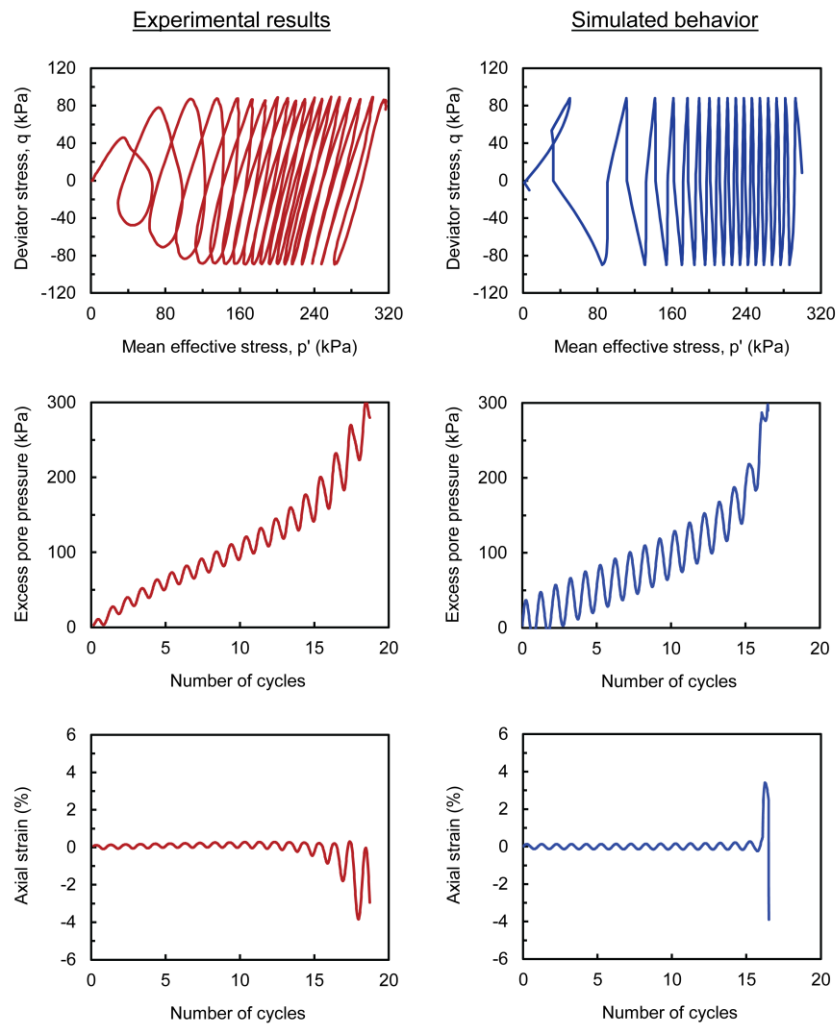 Experimental results
Simulated behavior
120
80
40
0
-40
-80
-120
Deviator stress, q (kPa)
0 80 160 240 320
Mean effective stress, p' (kPa)
120
80
40
0
-40
-80
-120
Deviator stress, q (kPa)
0 80 160 240 320
Mean effective stress, p' (kPa)
300
200
100
0
Excess pore pressure (kPa)
0 5 10 15 20
Number of cycles
300
200
100
0
Excess pore pressure (kPa)
0 5 10 15 20
Number of cycles
6
4
2
0
-2
-4
-6
Axial strain (%)
0 5 10 15 20
Number of cycles
6
4
2
0
-2
-4
-6
Axial strain (%)
0 5 10 15 20
Number of cycles